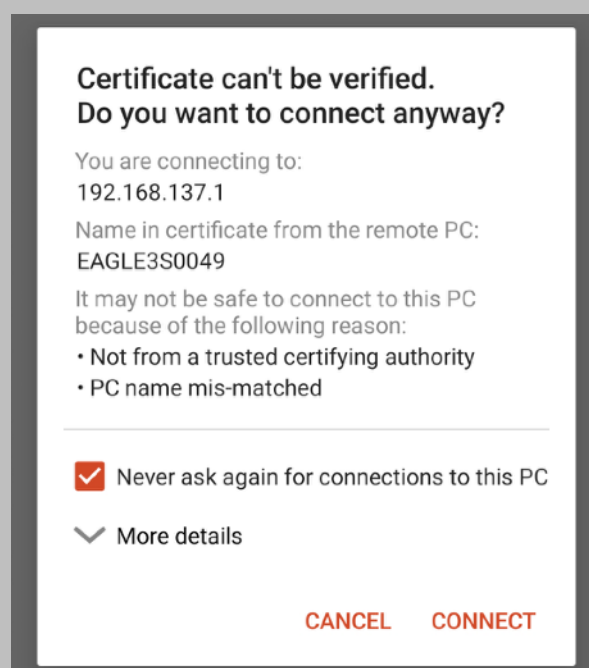 Certificate can't be verified.
Do you want to connect anyway?
You are connecting to:
192.168.137.1
Name in certificate from the remote PC:
EAGLE3S0049
It may not be safe to connect to this PC
because of the following reason:
• Not from a trusted certifying authority
• PC name mis-matched
Never ask again for connections to this PC
More details
CANCEL CONNECT